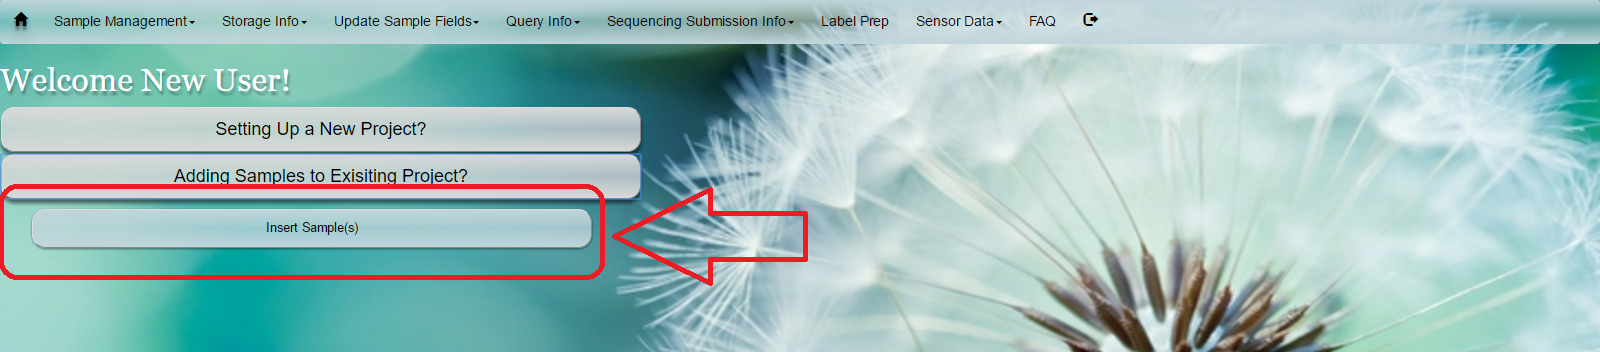 Sample Management Storage Info Update Sample Fields Query Info Sequencing Submission Info Label Prep Sensor Data FAQ
Welcome New User!
Setting Up a New Project?
Adding Samples to Exisiting Project?
Insert Sample(s)